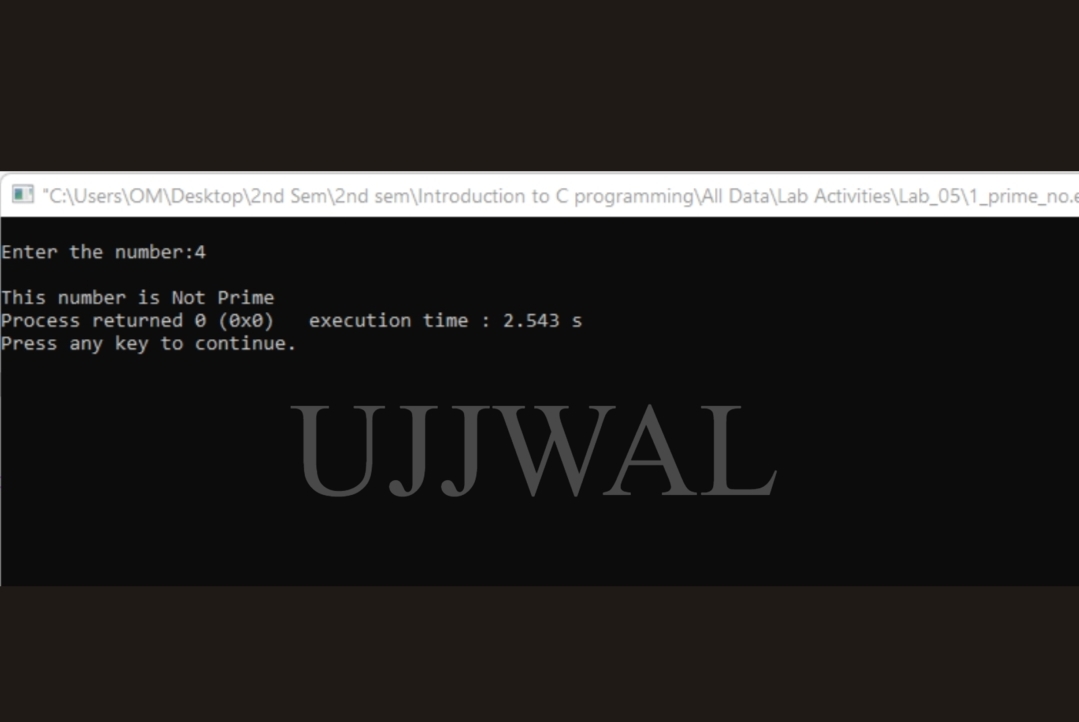 "C:\Users\OM\Desktop\2nd Sem\2nd sem\Introduction to C programming\All Data\Lab Activities\Lab_05\1_prime_no.e
Enter the number:4
This number is Not Prime
Process returned 0 (0x0)   execution time : 2.543 s
Press any key to continue.
UJJWAL